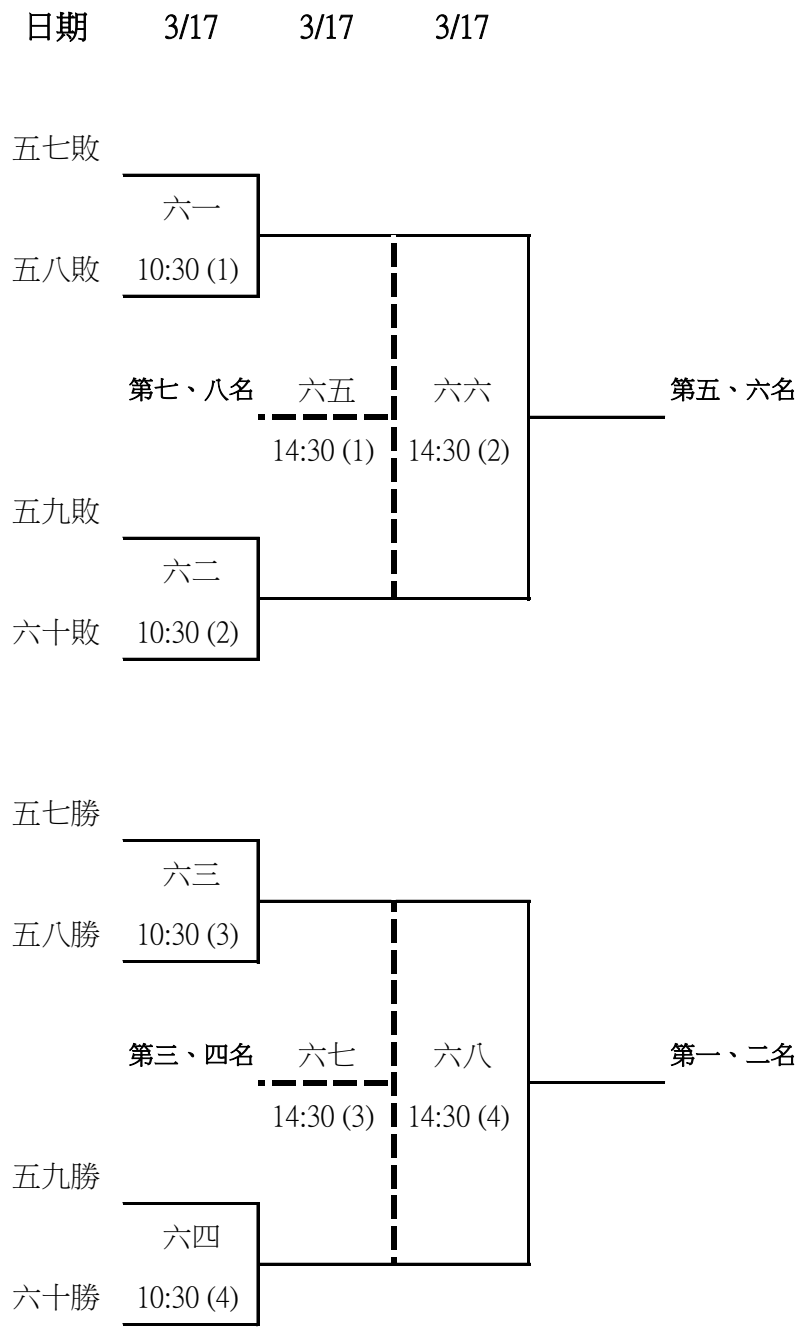 日期 3/17 3/17 3/17
五七敗
六一
五八敗 10:30 (1)
第七、八名 六五 六六 第五、六名
14:30 (1) 14:30 (2)
五九敗
六二
六十敗 10:30 (2)
五七勝
六三
五八勝 10:30 (3)
第三、四名 六七 六八 第一、二名
14:30 (3) 14:30 (4)
五九勝
六四
六十勝 10:30 (4)